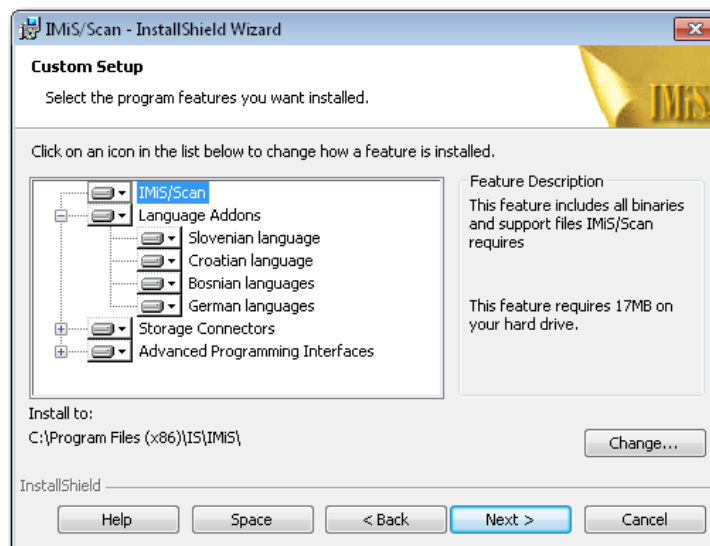 IMiS/Scan - InstallShield Wizard
Custom Setup
Select the program features you want installed.
IMiS
Click on an icon in the list below to change how a feature is installed.
IMiS/Scan
Language Addons
Slovenian language
Croatian language
Bosnian languages
German languages
Storage Connectors
Advanced Programming Interfaces
Feature Description
This feature includes all binaries
and support files IMiS/Scan
requires
This feature requires 17MB on
your hard drive.
Install to:
C:\Program Files (x86)\IS\IMiS\
Change...
InstallShield
Help
Space
< Back
Next >
Cancel